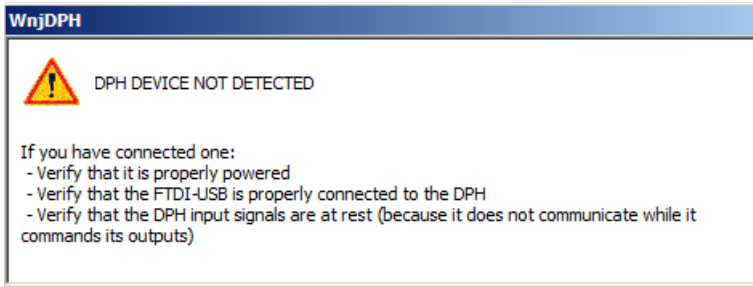 WnjDPH
DPH DEVICE NOT DETECTED
If you have connected one:
- Verify that it is properly powered
- Verify that the FTDI-USB is properly connected to the DPH
- Verify that the DPH input signals are at rest (because it does not communicate while it
commands its outputs)